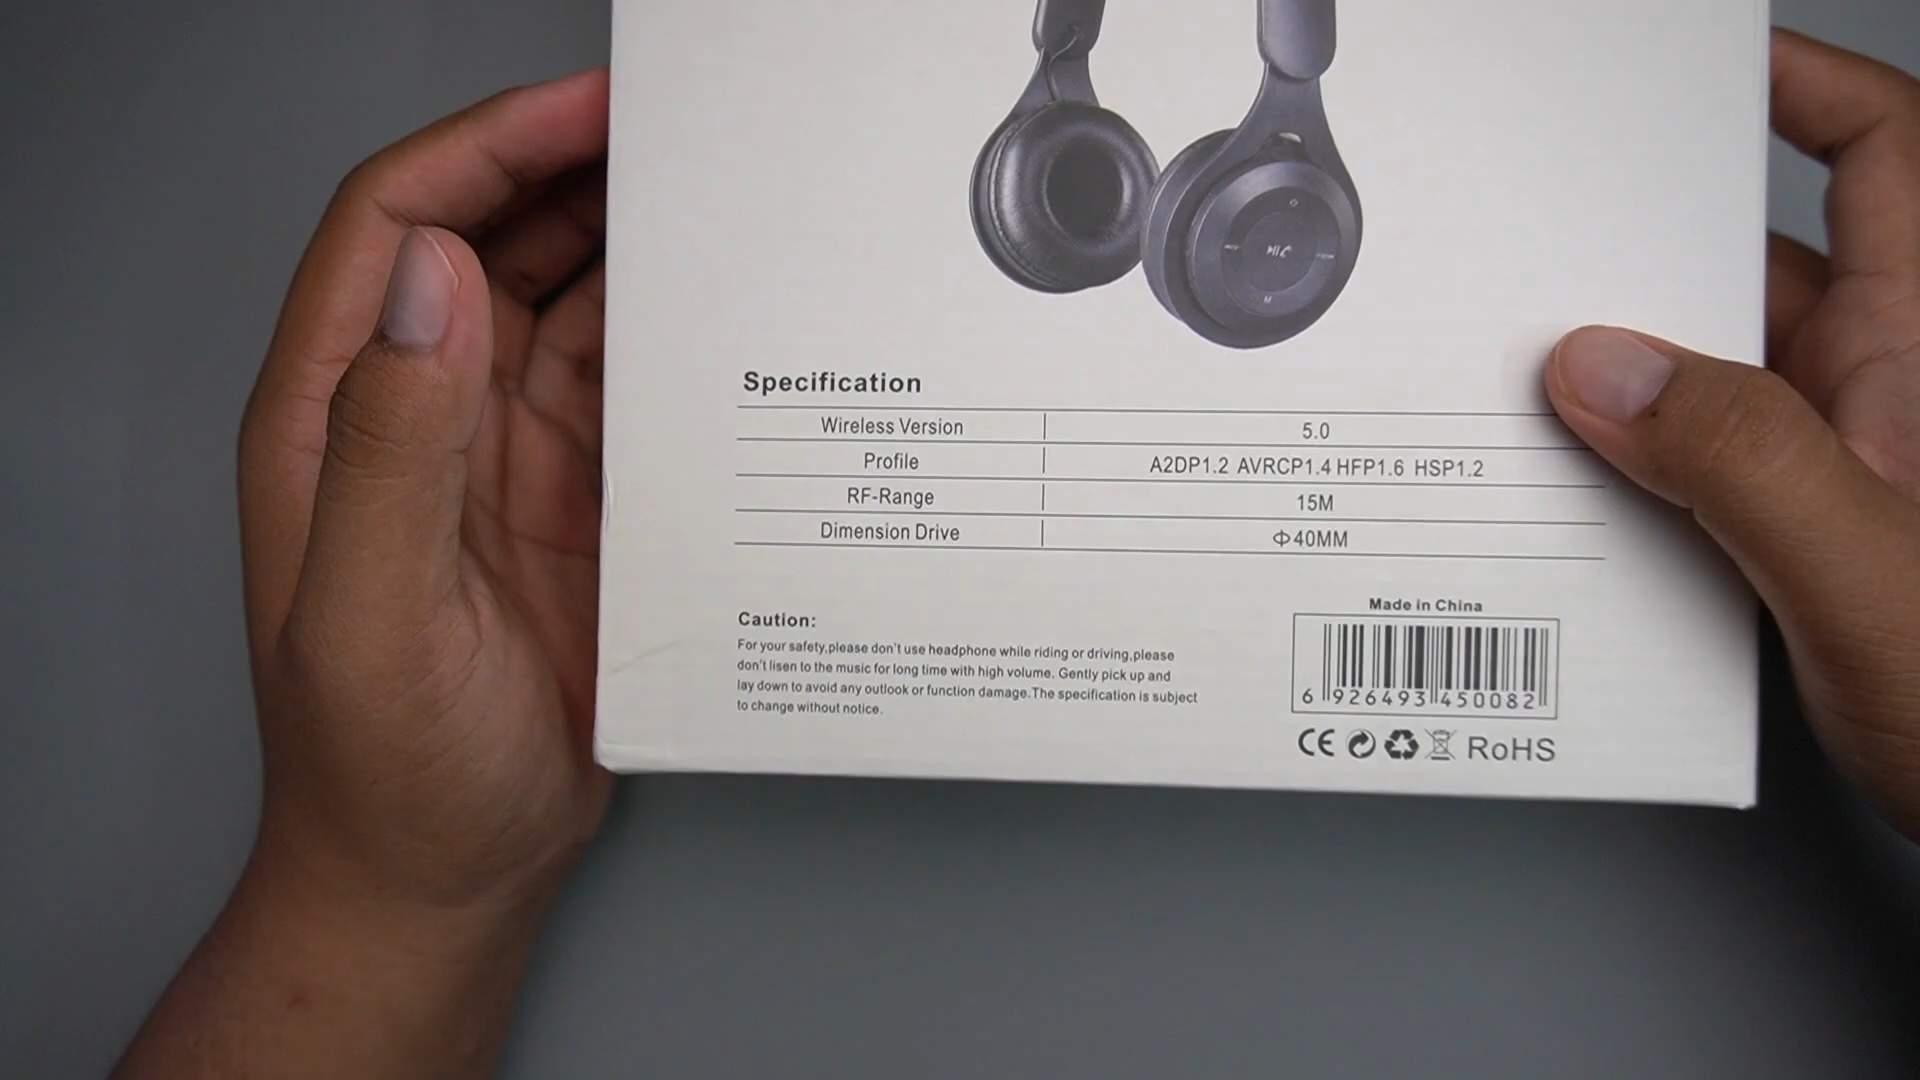 Specification
Wireless Version 5.0
Profile A2DP1.2 AVRCP1.4 HFP1.6 HSP1.2
RF-Range 15M
Dimension Drive Φ40MM
Caution:
For your safety,please don't use headphone while riding or driving,please
don't lisen to the music for long time with high volume. Gently pick up and
lay down to avoid any outlook or function damage.The specification is subject
to change without notice.
Made in China
6 926493 450082
CE RoHS
M